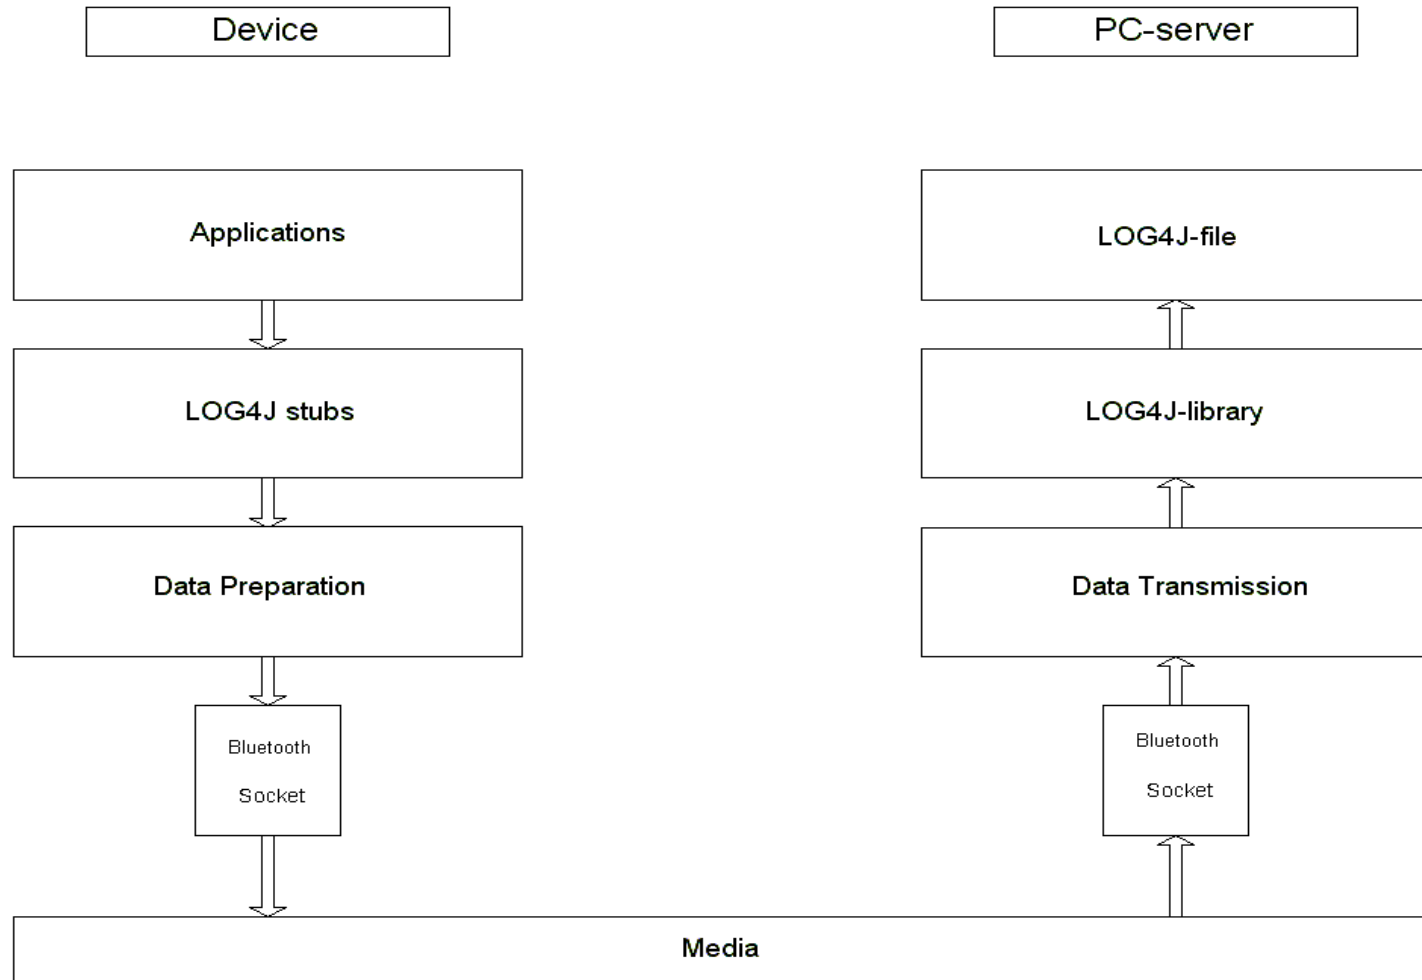 Device
PC-server
Applications
LOG4J-file
LOG4J stubs
LOG4J-library
Data Preparation
Data Transmission
Bluetooth
Socket
Bluetooth
Socket
Media